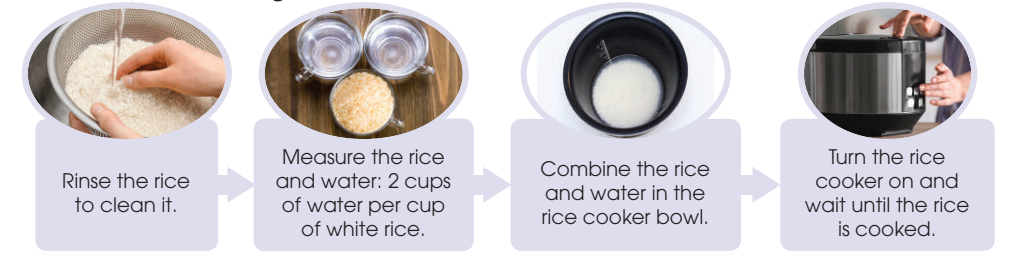 Rinse the rice
to clean it.
Measure the rice
and water: 2 cups
of water per cup
of white rice.
Combine the rice
and water in the
rice cooker bowl.
Turn the rice
cooker on and
wait until the rice
is cooked.